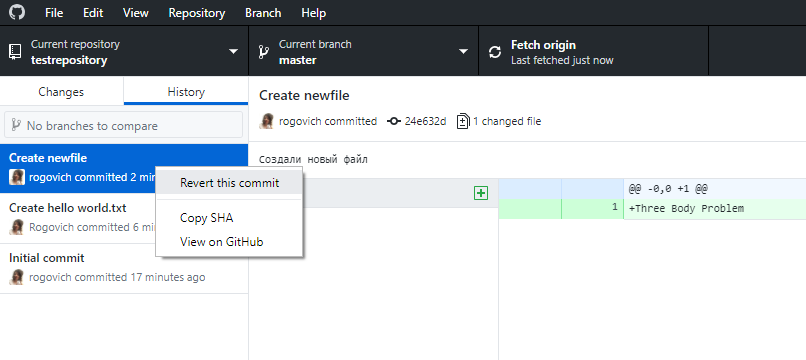 File Edit View Repository Branch Help
Current repository
testrepository
Current branch
master
Fetch origin
Last fetched just now
Changes
History
No branches to compare
Create newfile
rogovich committed 2 min
Create hello world.txt
Rogovich committed 6 min
Initial commit
rogovich committed 17 minutes ago
Revert this commit
Copy SHA
View on GitHub
Create newfile
rogovich committed 24e632d 1 changed file
Создали новый файл
@@ -0,0 +1 @@
1 +Three Body Problem